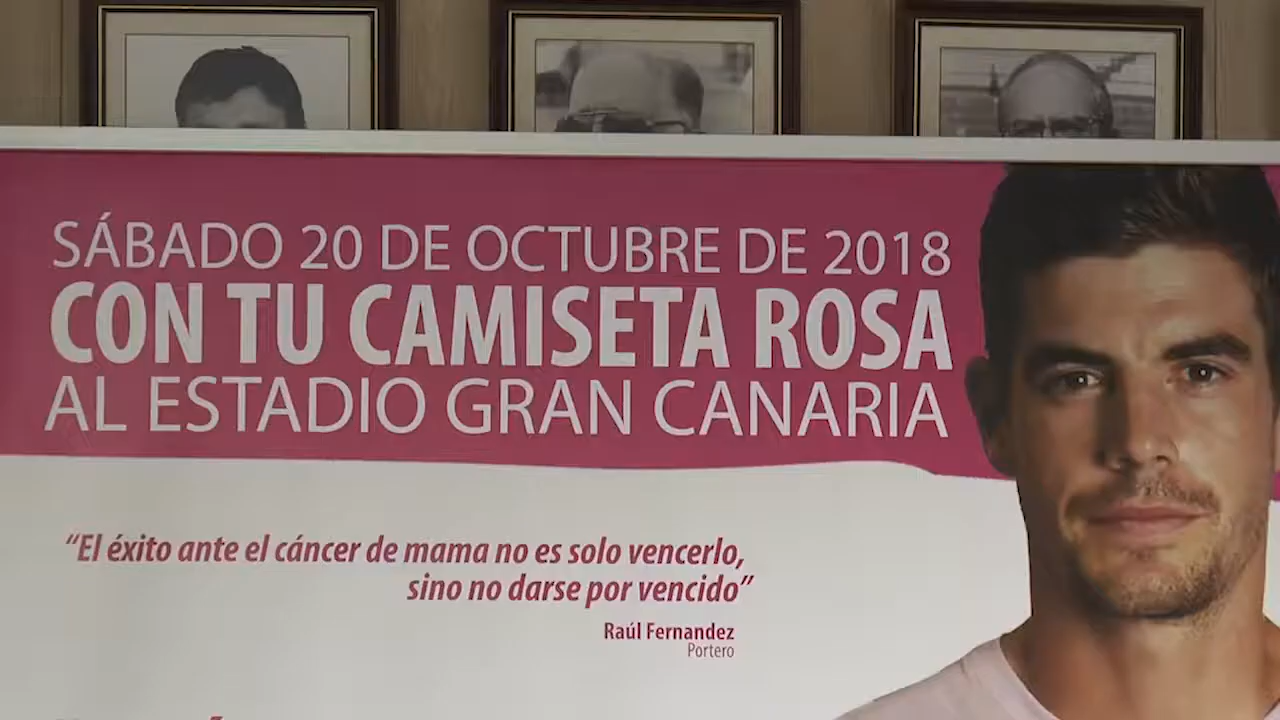 SÁBADO 20 DE OCTUBRE DE 2018
CON TU CAMISETA ROSA
AL ESTADIO GRAN CANARIA
“El éxito ante el cáncer de mama no es solo vencerlo,
sino no darse por vencido”
Raúl Fernandez
Portero